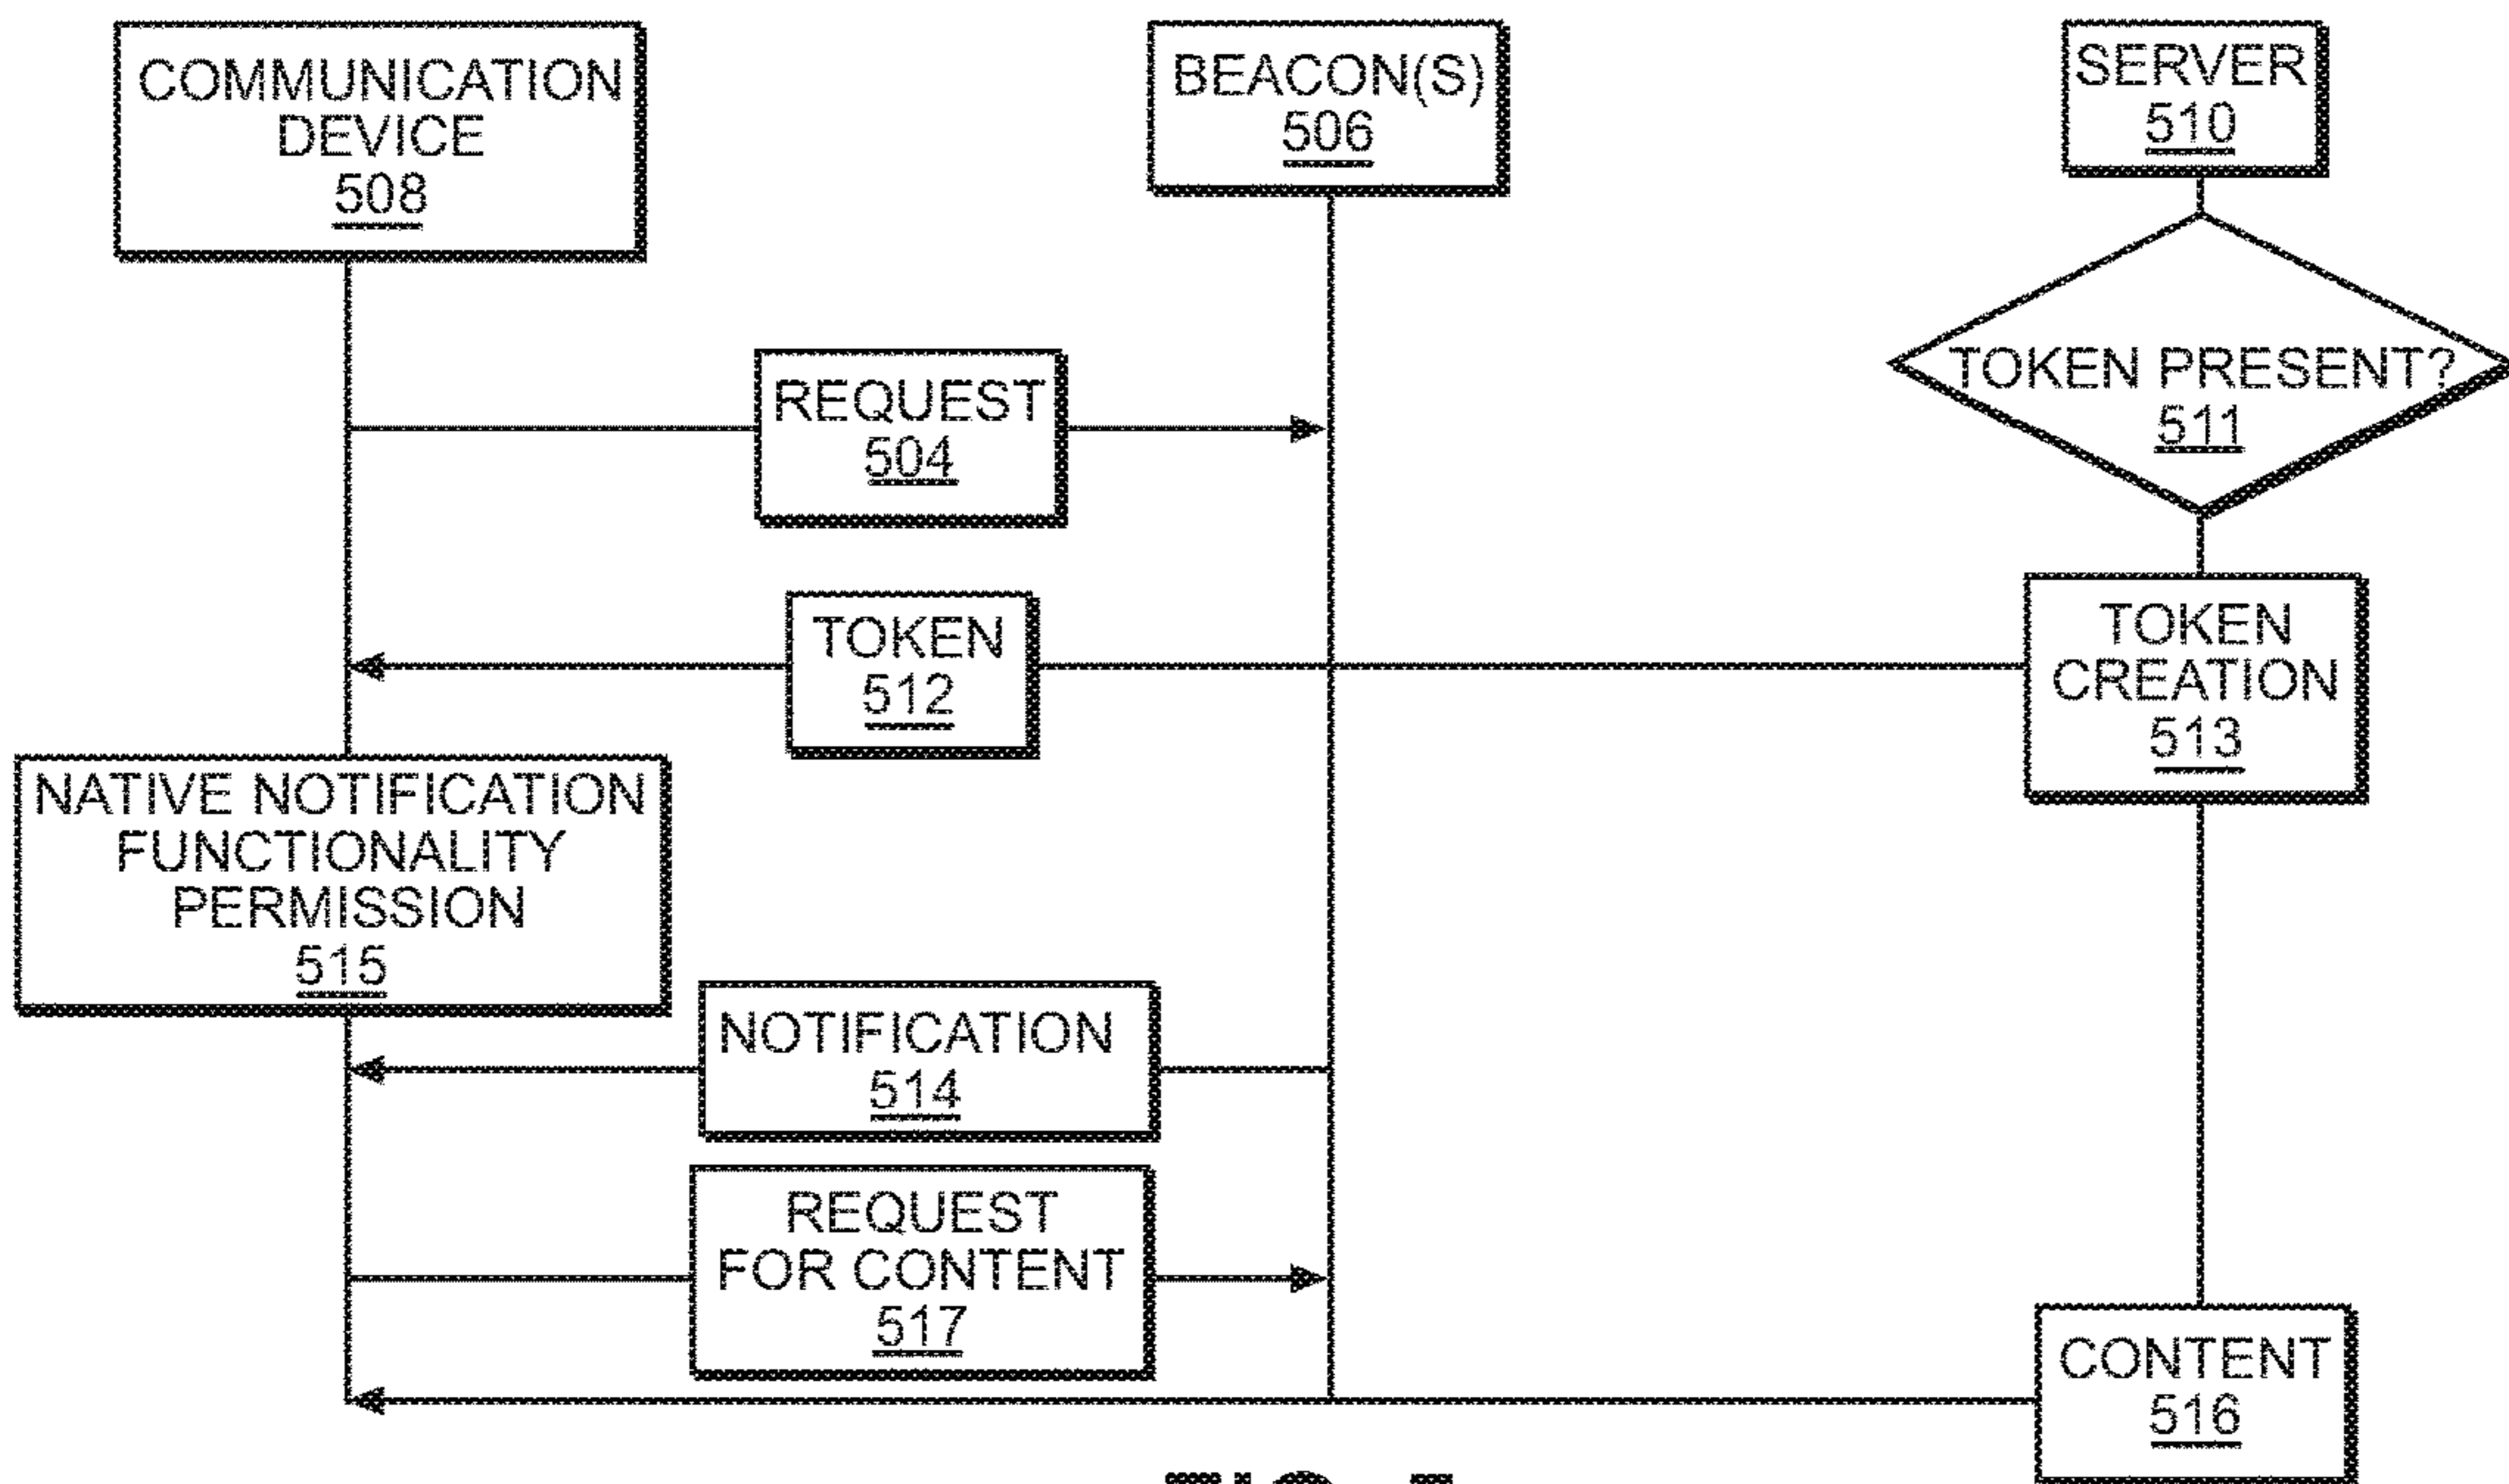 COMMUNICATION
DEVICE
508
BEACON(S)
506
SERVER
510
TOKEN PRESENT?
511
REQUEST
504
TOKEN
512
TOKEN
CREATION
513
NATIVE NOTIFICATION
FUNCTIONALITY
PERMISSION
515
NOTIFICATION
514
REQUEST
FOR CONTENT
517
CONTENT
516